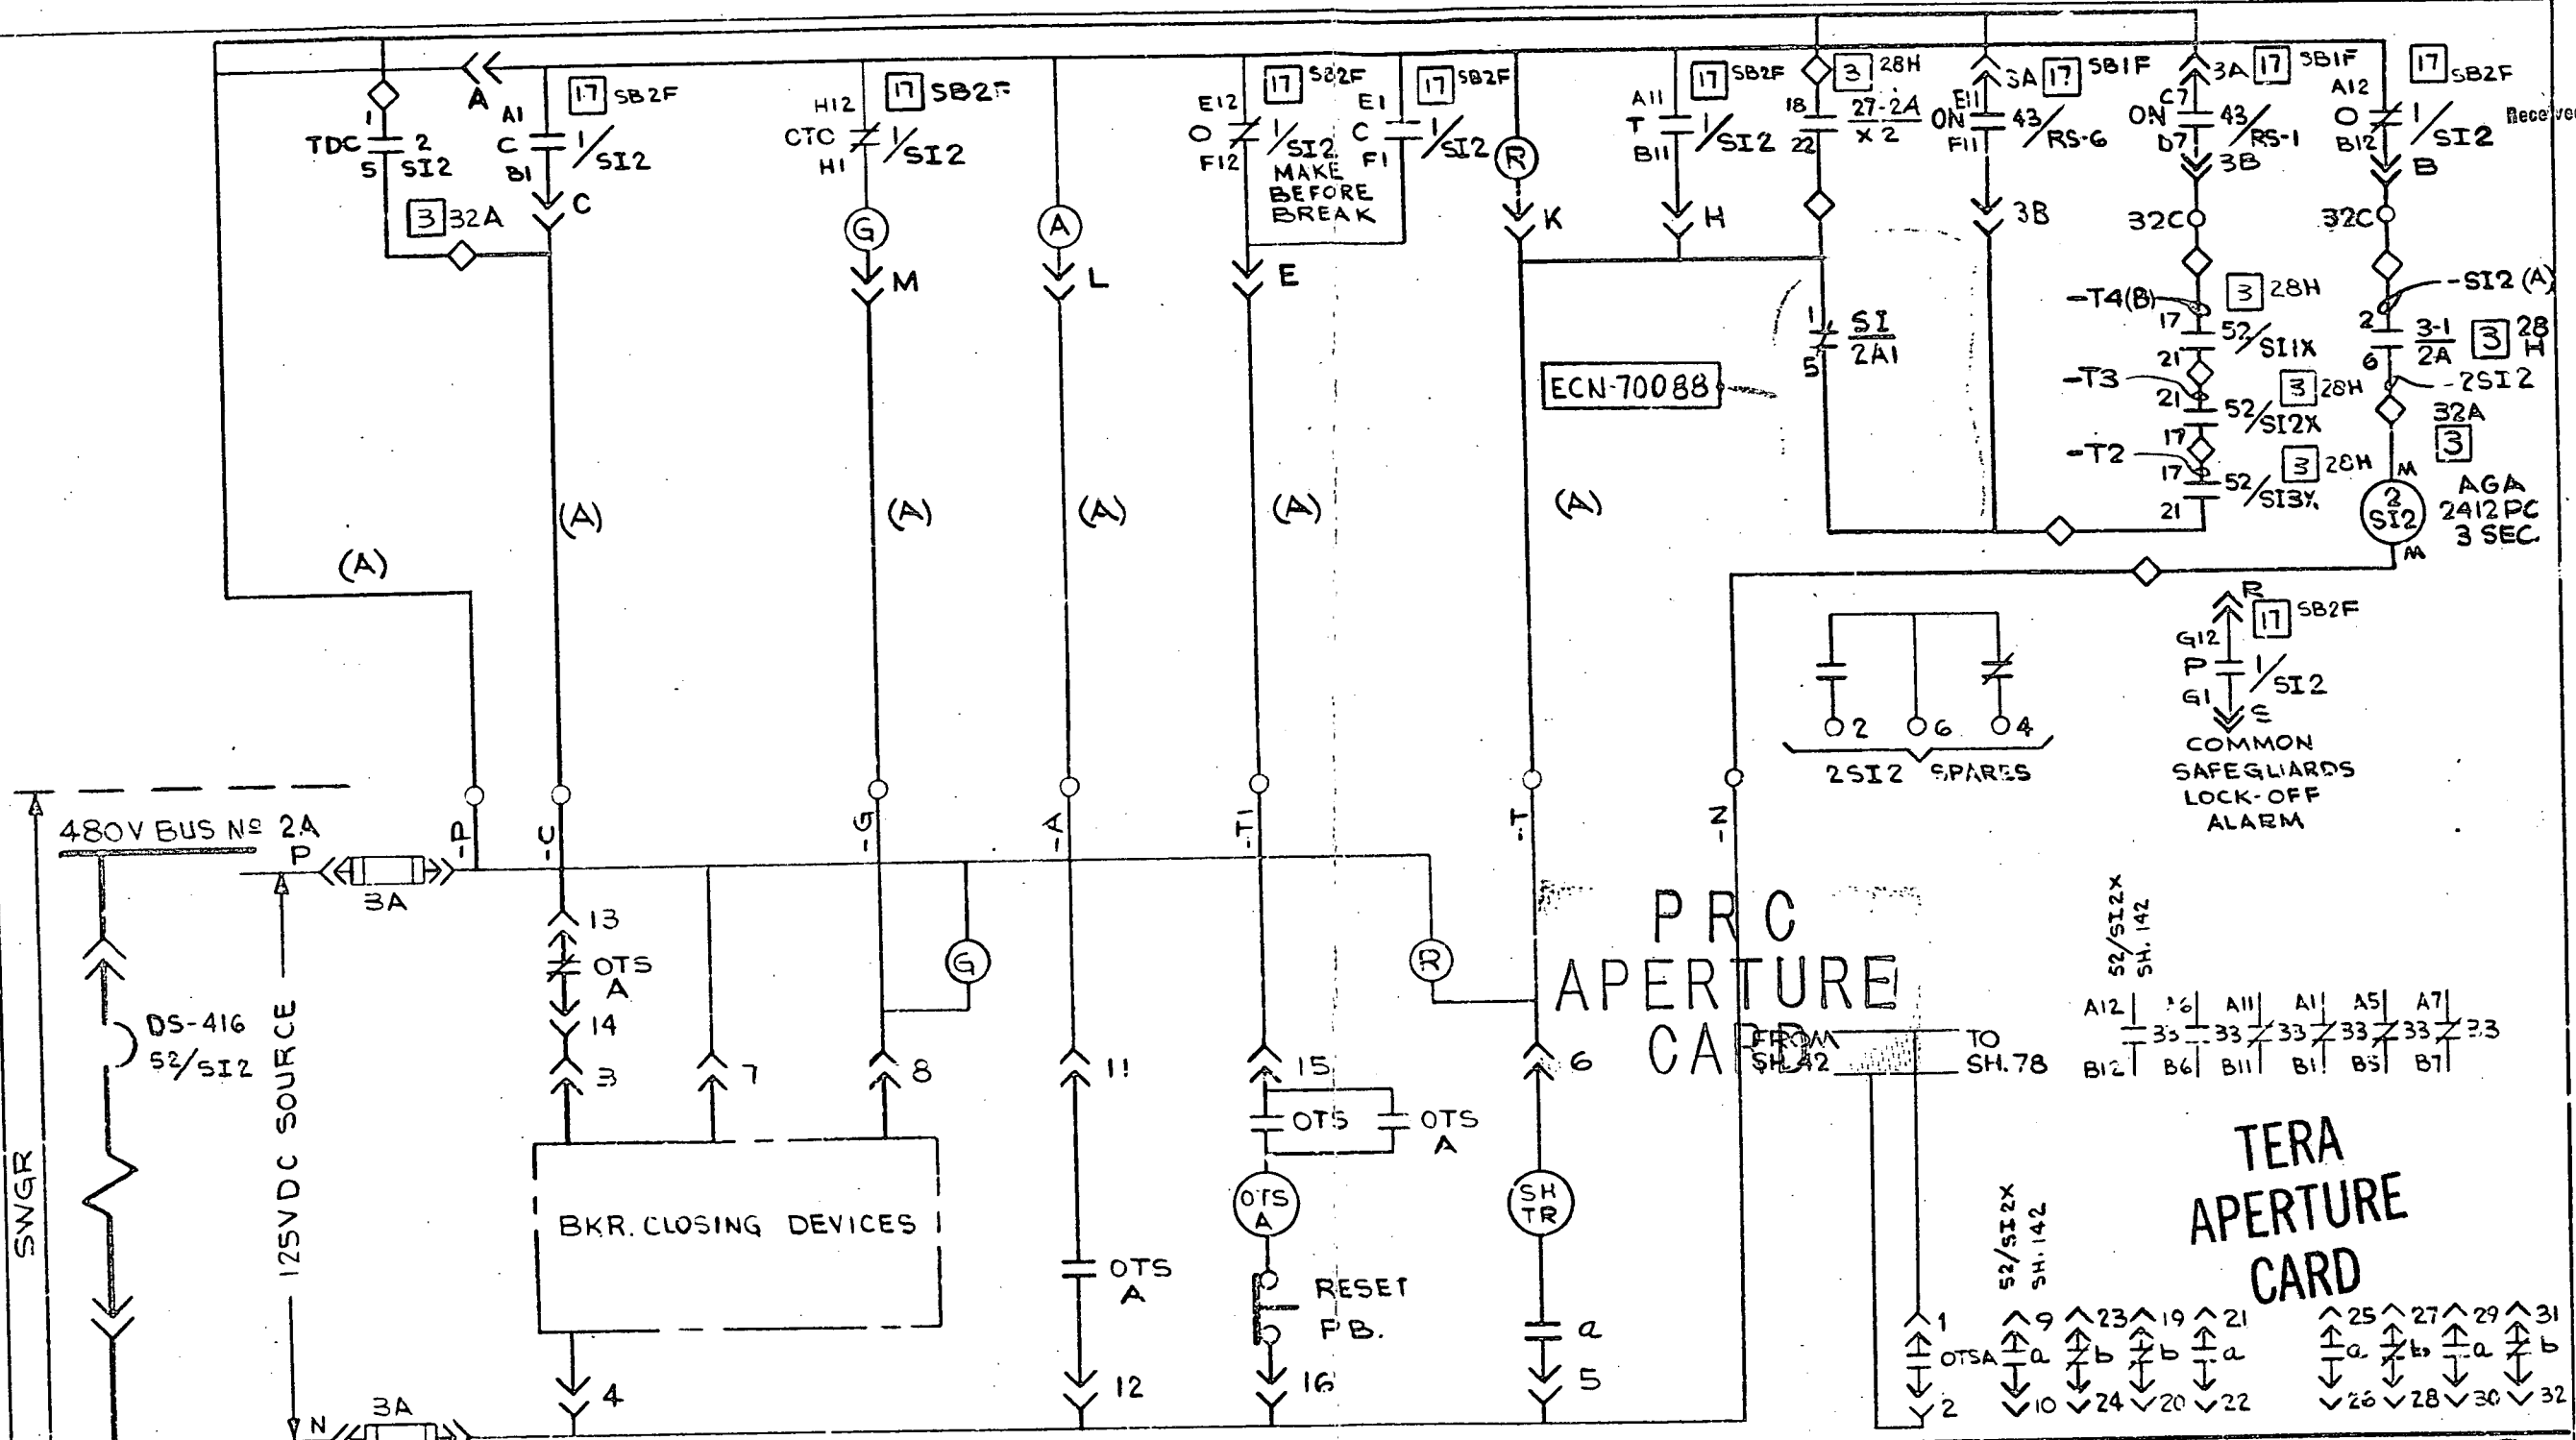 A
1
TDC
5
2
SI2
3 32A
A1
C
B1
17 SB2F
1/SI2
C
H12
CTC
H1
17 SB2F
1/SI2
G
M
A
L
E12
O
F12
17 SB2F
1/SI2
MAKE
BEFORE
BREAK
E
E1
C
F1
17 SB2F
1/SI2
R
K
A11
T
B11
17 SB2F
1/SI2
H
3 28H
18
22
27-2A
X2
3A
17 SB1F
E11
ON
F11
43/RS-6
3B
3A
17 SB1F
C7
ON
D7
43/RS-1
3B
32C
A12
O
B12
17 SB2F
1/SI2
B
32C
1
5
SI
2A1
ECN-70088
-T4(B)
3 28H
17
21
52/SI1X
-T3
3 28H
21
17
52/SI2X
-T2
3 28H
17
21
52/SI3X
-SI2 (A)
2
6
3-1
2A
3 28
H
-2SI2
32A
3
M
2
SI2
M
AGA
2412PC
3 SEC.
(A)
(A)
(A)
(A)
(A)
(A)
2 6 4
2SI2 SPARES
R
17 SB2F
G12
P
G1
1/SI2
S
COMMON
SAFEGUARDS
LOCK-OFF
ALARM
480V BUS Nº 2A
P
3A
-P
-C
-G
-A
-T1
-T
-N
SWGR
DS-416
52/SI2
125VDC SOURCE
13
OTS
A
14
3
7
8
G
BKR. CLOSING DEVICES
4
N
3A
11
OTS
A
12
15
OTS
OTS
A
OTS
A
RESET
PB.
16
R
6
SH
TR
a
5
PRC
APERTURE
CARD
FROM
SH.42
TO
SH.78
1
OTSA
2
52/SI2X
SH. 142
A12 A11 A1 A5 A7
33 33 33 33 33 33
B12 B6 B11 B1 B5 B7
TERA
APERTURE
CARD
52/SI2X
SH. 142
9 23 19 21 25 27 29 31
a b b a a b a b
10 24 20 22 26 28 30 32